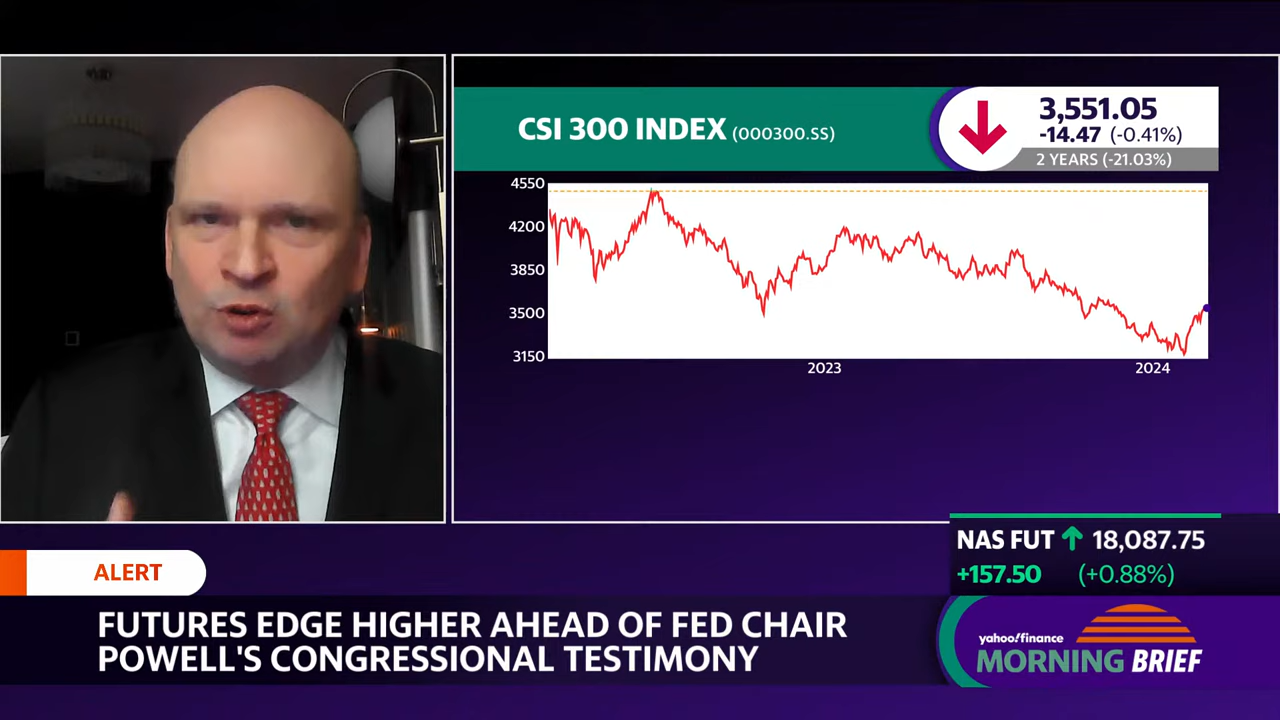 CSI 300 INDEX (000300.SS)
3,551.05
-14.47 (-0.41%)
2 YEARS (-21.03%)
4550
4200
3850
3500
3150
2023
2024
NAS FUT 18,087.75
+157.50 (+0.88%)
ALERT
FUTURES EDGE HIGHER AHEAD OF FED CHAIR
POWELL'S CONGRESSIONAL TESTIMONY
yahoo!finance
MORNING BRIEF